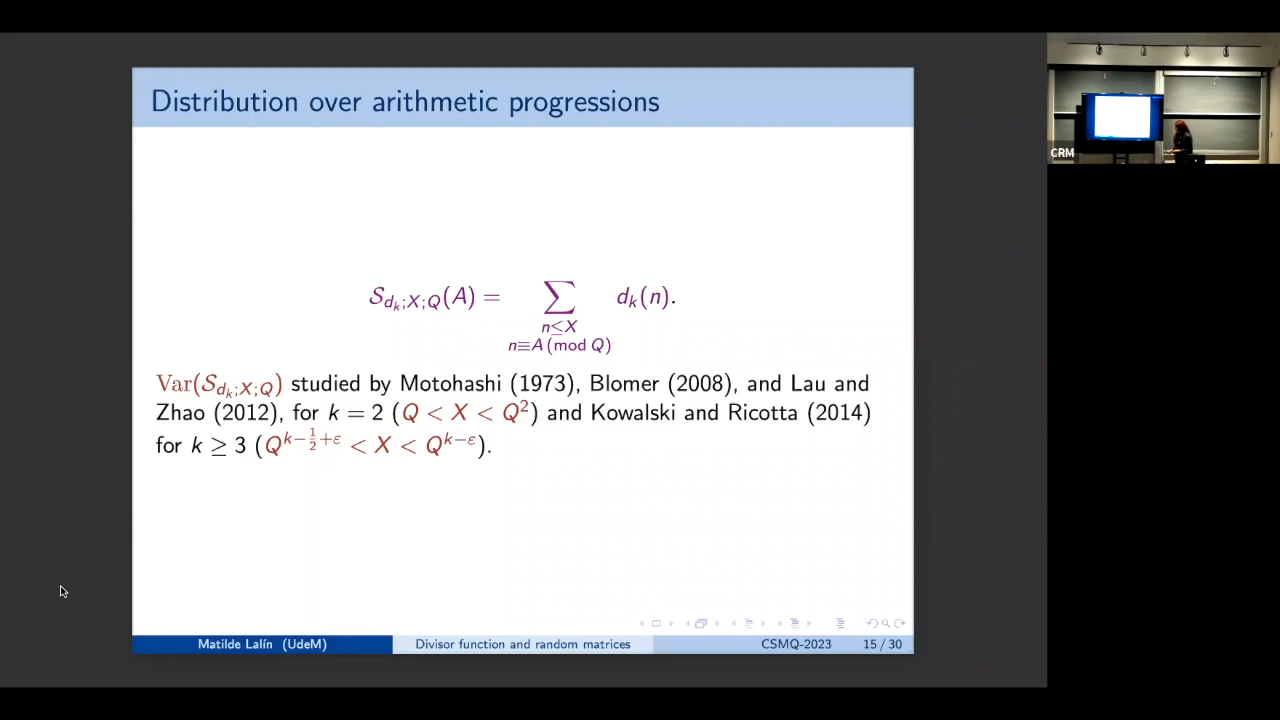 Distribution over arithmetic progressions
CRM
𝒮_{d_k;X;Q}(A) = ∑_{n≤X, n≡A (mod Q)} d_k(n).
Var(𝒮_{d_k;X;Q}) studied by Motohashi (1973), Blomer (2008), and Lau and
Zhao (2012), for k = 2 (Q < X < Q²) and Kowalski and Ricotta (2014)
for k ≥ 3 (Q^{k−1/2+ε} < X < Q^{k−ε}).
Matilde Lalín (UdeM) Divisor function and random matrices CSMQ-2023 15 / 30